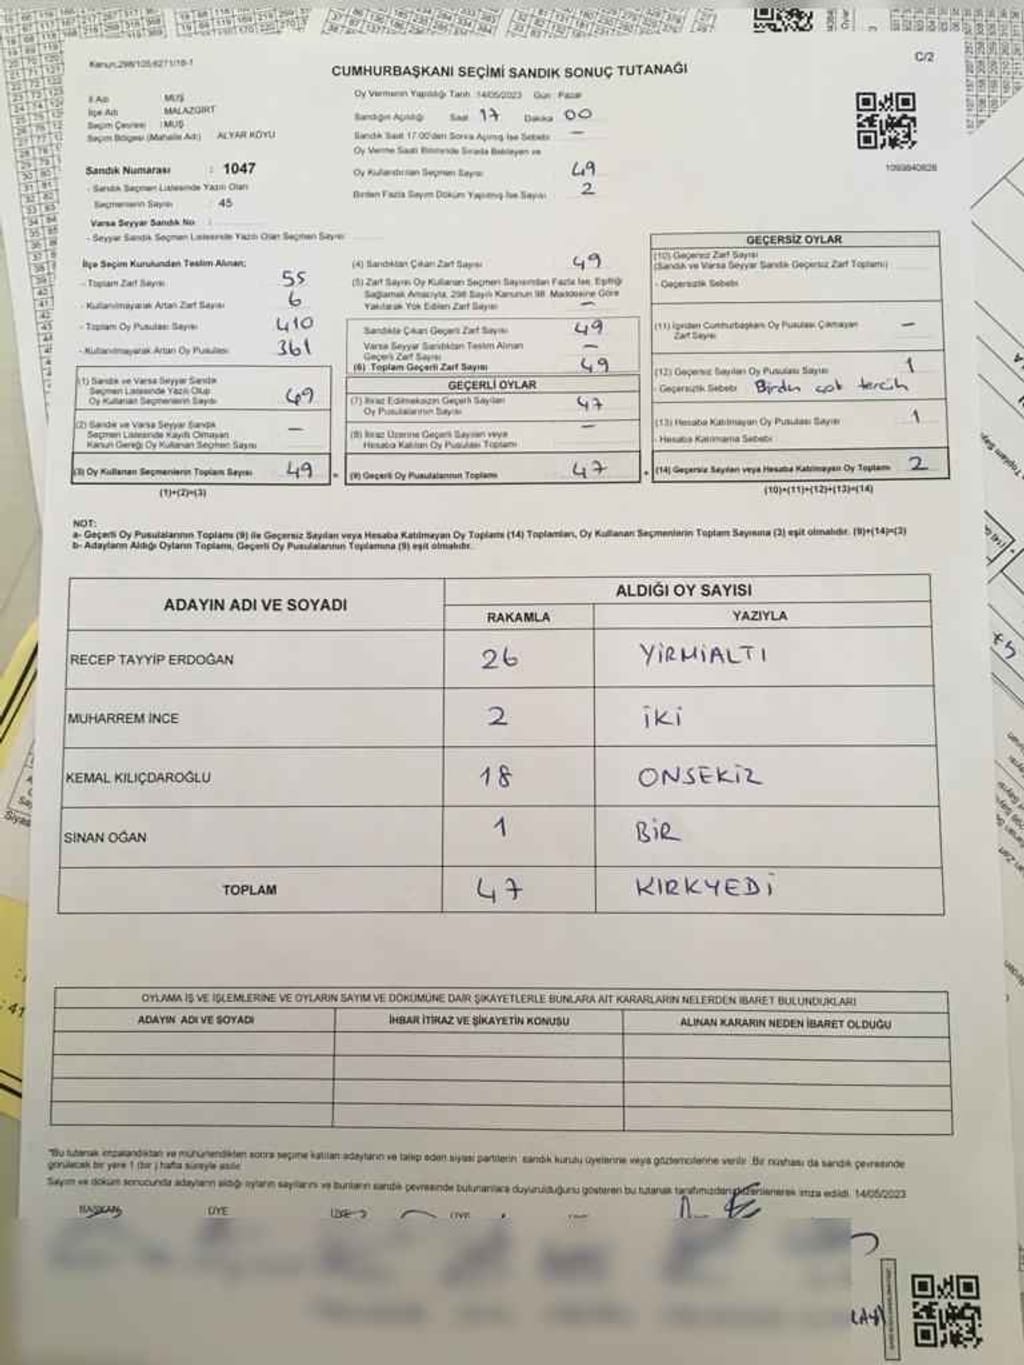 Kanun:298/105;6271/18-1
CUMHURBAŞKANI SEÇİMİ SANDIK SONUÇ TUTANAĞI
C/2
İl Adı MUŞ
İlçe Adı MALAZGİRT
Seçim Çevresi : MUŞ
Seçim Bölgesi (Mahalle Adı) ALYAR KÖYÜ
Sandık Numarası : 1047
- Sandık Seçmen Listesinde Yazılı Olan
Seçmenlerin Sayısı : 45
Varsa Seyyar Sandık No :
- Seyyar Sandık Seçmen Listesinde Yazılı Olan Seçmen Sayısı
Oy Vermenin Yapıldığı Tarih 14/05/2023 Gün Pazar
Sandığın Açıldığı Saat 17 Dakika 00
Sandık Saat 17.00'den Sonra Açılmış İse Sebebi —
Oy Verme Saati Bitiminde Sırada Bekleyen ve
Oy Kullandırılan Seçmen Sayısı 49
Birden Fazla Sayım Döküm Yapılmış İse Sayısı 2
1099840828
İlçe Seçim Kurulundan Teslim Alınan;
- Toplam Zarf Sayısı 55
- Kullanılmayarak Artan Zarf Sayısı 6
- Toplam Oy Pusulası Sayısı 410
- Kullanılmayarak Artan Oy Pusulası 361
(1) Sandık ve Varsa Seyyar Sandık
Seçmen Listesinde Yazılı Olup
Oy Kullanan Seçmenlerin Sayısı 49
(2) Sandık ve Varsa Seyyar Sandık
Seçmen Listesinde Kayıtlı Olmayan
Kanun Gereği Oy Kullanan Seçmen Sayısı —
(3) Oy Kullanan Seçmenlerin Toplam Sayısı 49
(1)+(2)=(3)
(4) Sandıktan Çıkan Zarf Sayısı 49
(5) Zarf Sayısı Oy Kullanan Seçmen Sayısından Fazla İse, Eşitliği
Sağlamak Amacıyla, 298 Sayılı Kanunun 98. Maddesine Göre
Yakılarak Yok Edilen Zarf Sayısı —
Sandıkta Çıkan Geçerli Zarf Sayısı 49
Varsa Seyyar Sandıktan Teslim Alınan
Geçerli Zarf Sayısı —
(6) Toplam Geçerli Zarf Sayısı 49
GEÇERLİ OYLAR
(7) İtiraz Edilmeksizin Geçerli Sayılan
Oy Pusulalarının Sayısı 47
(8) İtiraz Üzerine Geçerli Sayılan veya
Hesaba Katılan Oy Pusulası Toplamı —
(9) Geçerli Oy Pusulalarının Toplamı 47
GEÇERSİZ OYLAR
(10) Geçersiz Zarf Sayısı
(Sandık ve Varsa Seyyar Sandık Geçersiz Zarf Toplamı)
- Geçersizlik Sebebi
(11) İçinden Cumhurbaşkanı Oy Pusulası Çıkmayan
Zarf Sayısı —
(12) Geçersiz Sayılan Oy Pusulası Sayısı 1
- Geçersizlik Sebebi Birden çok tercih
(13) Hesaba Katılmayan Oy Pusulası Sayısı 1
- Hesaba Katılmama Sebebi
(14) Geçersiz Sayılan veya Hesaba Katılmayan Oy Toplamı 2
(10)+(11)+(12)+(13)=(14)
NOT:
a- Geçerli Oy Pusulalarının Toplamı (9) ile Geçersiz Sayılan veya Hesaba Katılmayan Oy Toplamı (14) Toplamları, Oy Kullanan Seçmenlerin Toplam Sayısına (3) eşit olmalıdır. (9)+(14)=(3)
b- Adayların Aldığı Oyların Toplamı, Geçerli Oy Pusulalarının Toplamına (9) eşit olmalıdır.
ADAYIN ADI VE SOYADI ALDIĞI OY SAYISI
RAKAMLA YAZIYLA
RECEP TAYYİP ERDOĞAN 26 YİRMİALTI
MUHARREM İNCE 2 İKİ
KEMAL KILIÇDAROĞLU 18 ONSEKİZ
SİNAN OĞAN 1 BİR
TOPLAM 47 KIRKYEDİ
OYLAMA İŞ VE İŞLEMLERİNE VE OYLARIN SAYIM VE DÖKÜMÜNE DAİR ŞİKAYETLERLE BUNLARA AİT KARARLARIN NELERDEN İBARET BULUNDUKLARI
ADAYIN ADI VE SOYADI İHBAR İTİRAZ VE ŞİKAYETİN KONUSU ALINAN KARARIN NEDEN İBARET OLDUĞU
*Bu tutanak imzalandıktan ve mühürlendikten sonra seçime katılan adayların ve talep eden siyasi partilerin sandık kurulu üyelerine veya gözlemcilerine verilir. Bir nüshası da sandık çevresinde
görülecek bir yere 1 (bir) hafta süreyle asılır.
Sayım ve döküm sonucunda adayların aldığı oyların sayılarını ve bunların sandık çevresinde bulunanlara duyurulduğunu gösteren bu tutanak tarafımızdan düzenlenerek imza edildi. 14/05/2023
BAŞKAN ÜYE ÜYE ÜYE